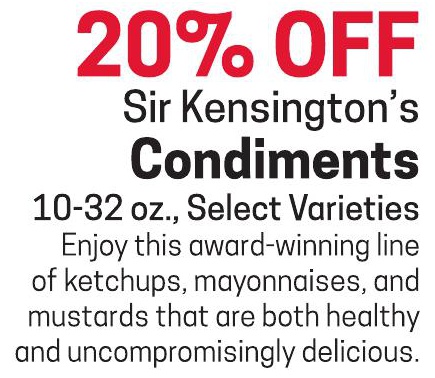 20% OFF
Sir Kensington's
Condiments
10-32 oz., Select Varieties
Enjoy this award-winning line
of ketchups, mayonnaises, and
mustards that are both healthy
and uncompromisingly delicious.